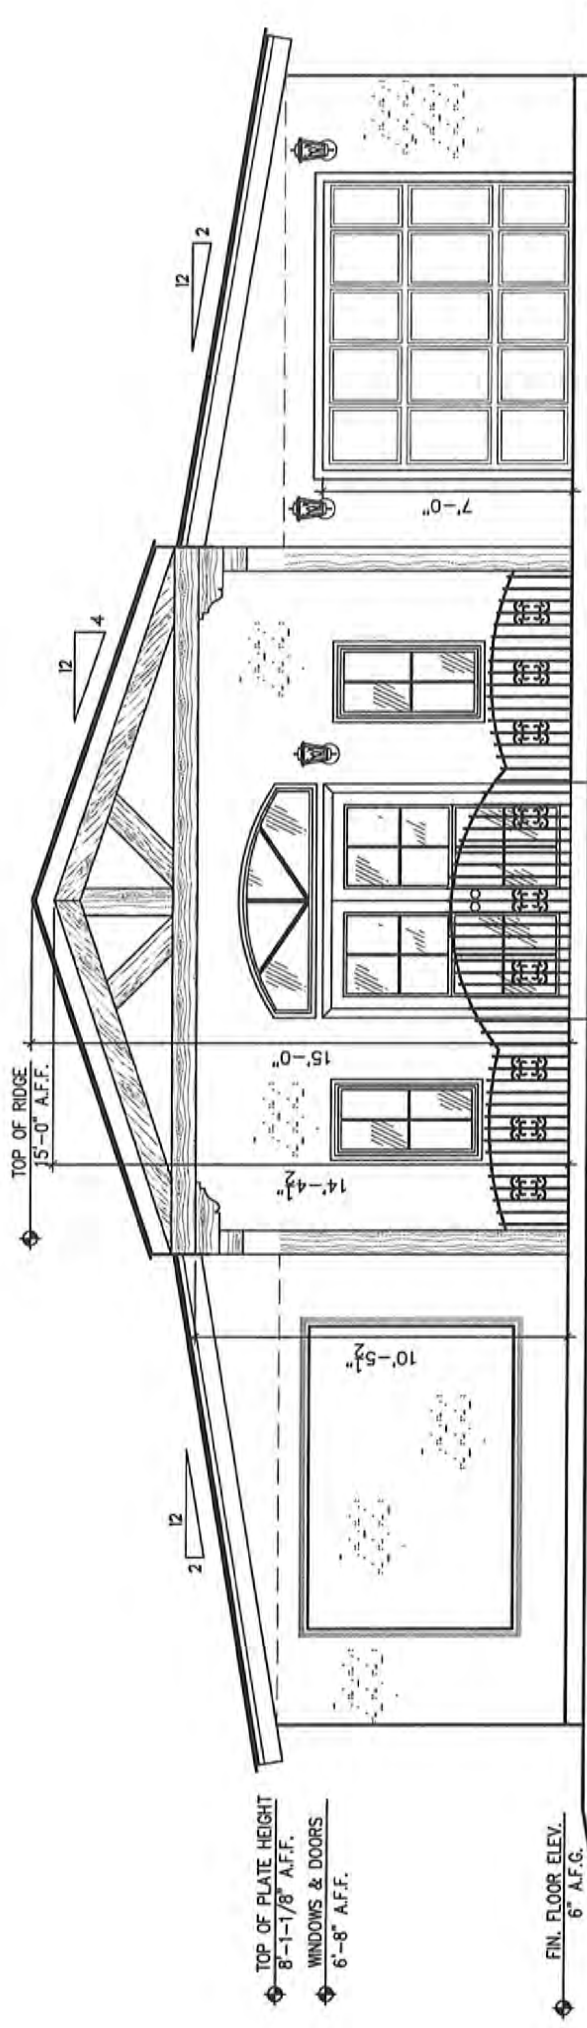 TOP OF RIDGE
15'-0" A.F.F.
12
4
12
2
2
12
15'-0"
14'-4½"
10'-5½"
7'-0"
TOP OF PLATE HEIGHT
8'-1-1/8" A.F.F.
WINDOWS & DOORS
6'-8" A.F.F.
FIN. FLOOR ELEV.
6" A.F.G.